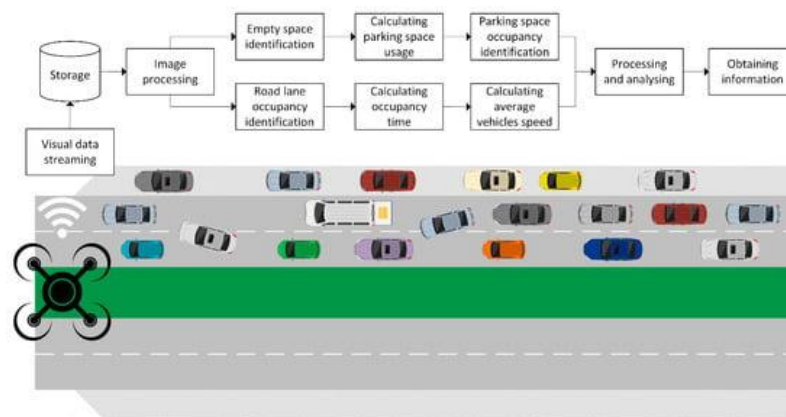 Storage
Image
processing
Empty space
identification
Calculating
parking space
usage
Parking space
occupancy
identification
Road lane
occupancy
identification
Calculating
occupancy
time
Calculating
average
vehicles speed
Processing
and analysing
Obtaining
information
Visual data
streaming